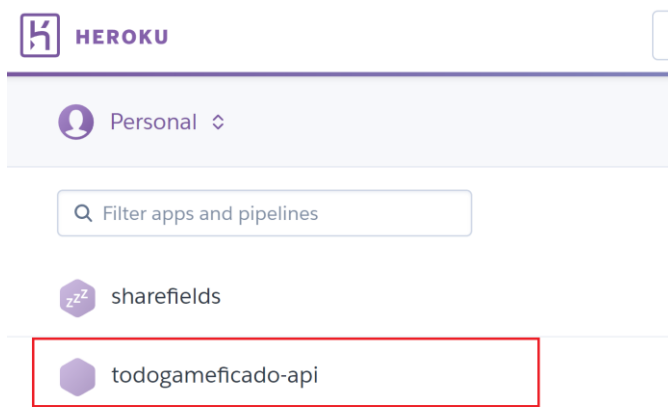 HEROKU
Personal
Filter apps and pipelines
zzz
sharefields
todogameficado-api